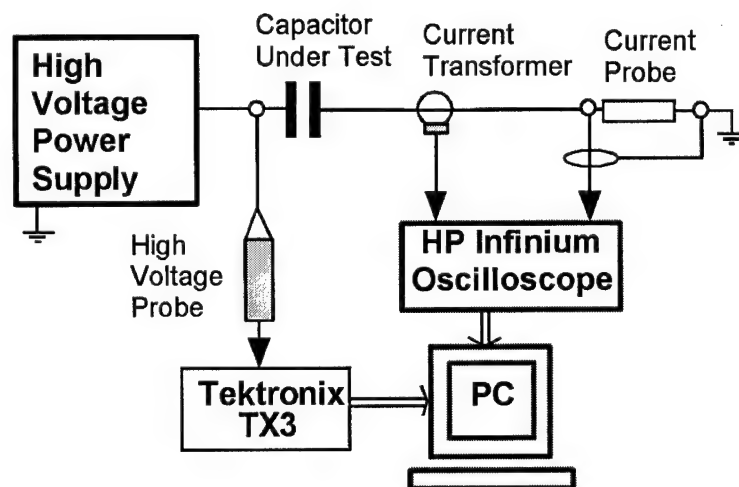 High
Voltage
Power
Supply
Capacitor
Under Test
Current
Transformer
Current
Probe
High
Voltage
Probe
HP Infinium
Oscilloscope
Tektronix
TX3
PC